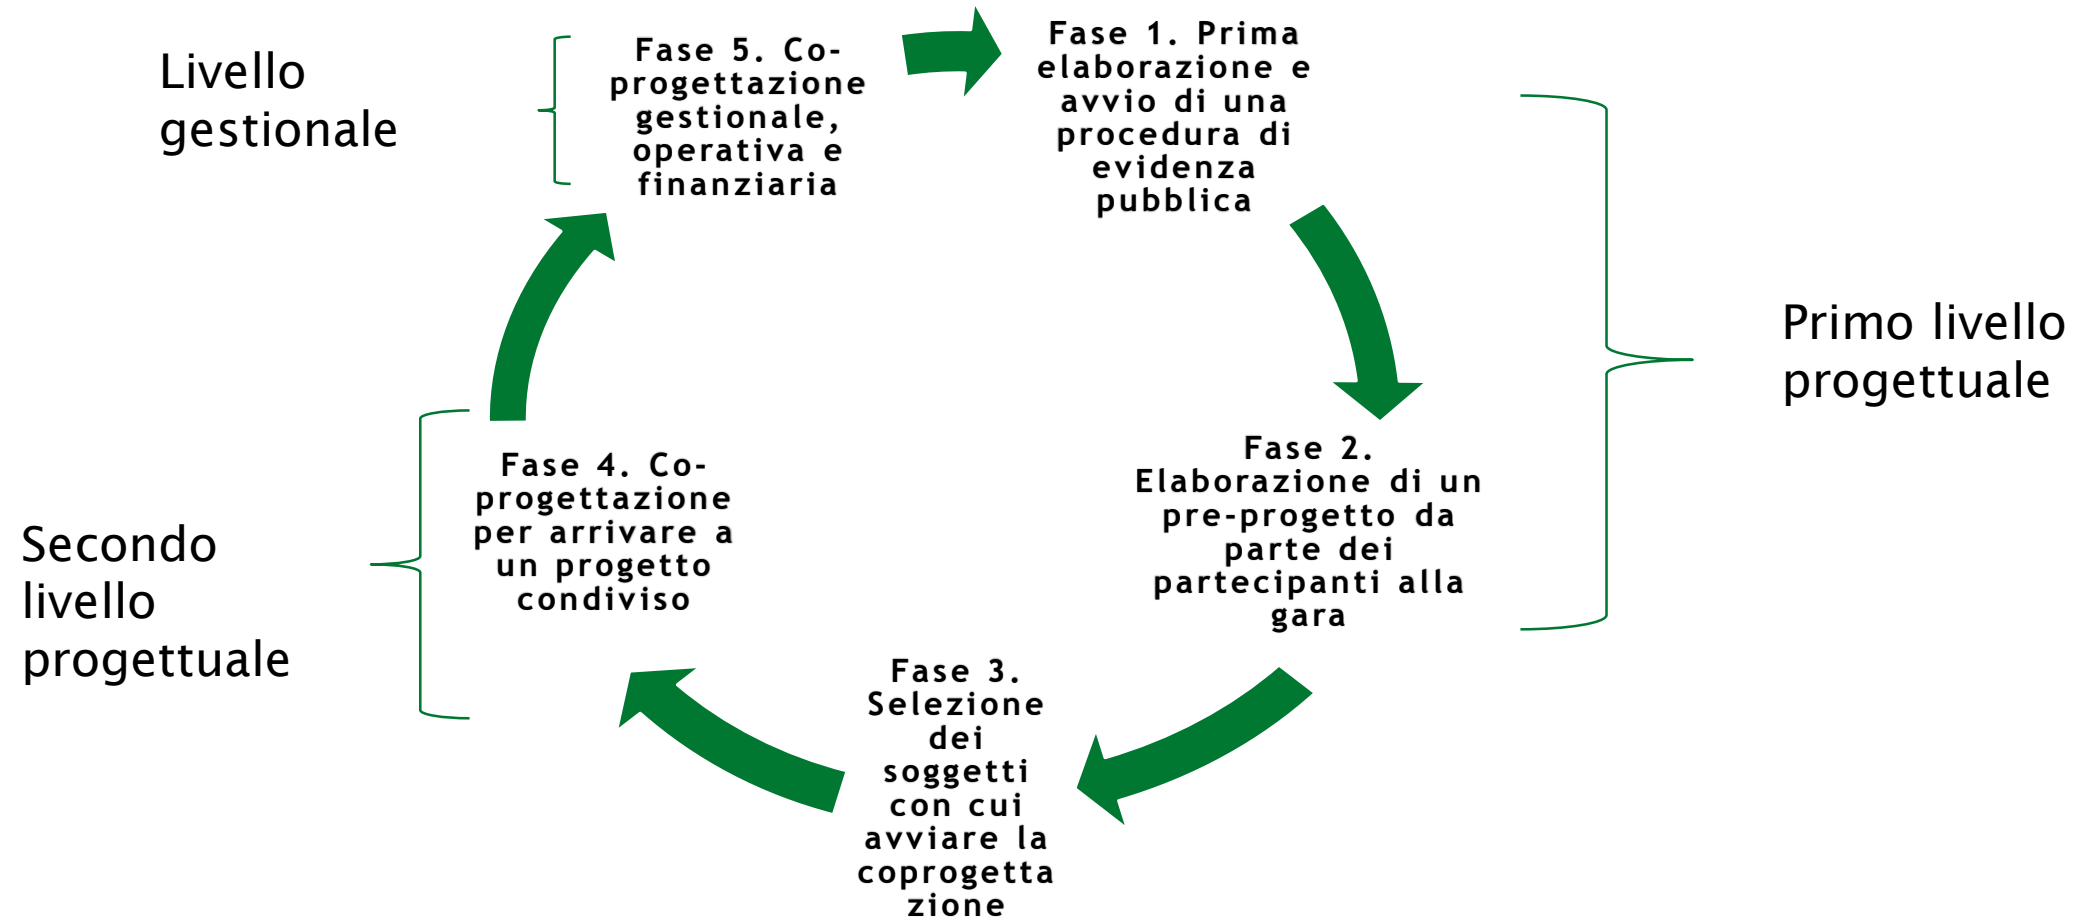 Livello
gestionale
Fase 5. Co-
progettazione
gestionale,
operativa e
finanziaria
Fase 1. Prima
elaborazione e
avvio di una
procedura di
evidenza
pubblica
Primo livello
progettuale
Fase 2.
Elaborazione di un
pre-progetto da
parte dei
partecipanti alla
gara
Fase 3.
Selezione
dei
soggetti
con cui
avviare la
coprogetta
zione
Fase 4. Co-
progettazione
per arrivare a
un progetto
condiviso
Secondo
livello
progettuale